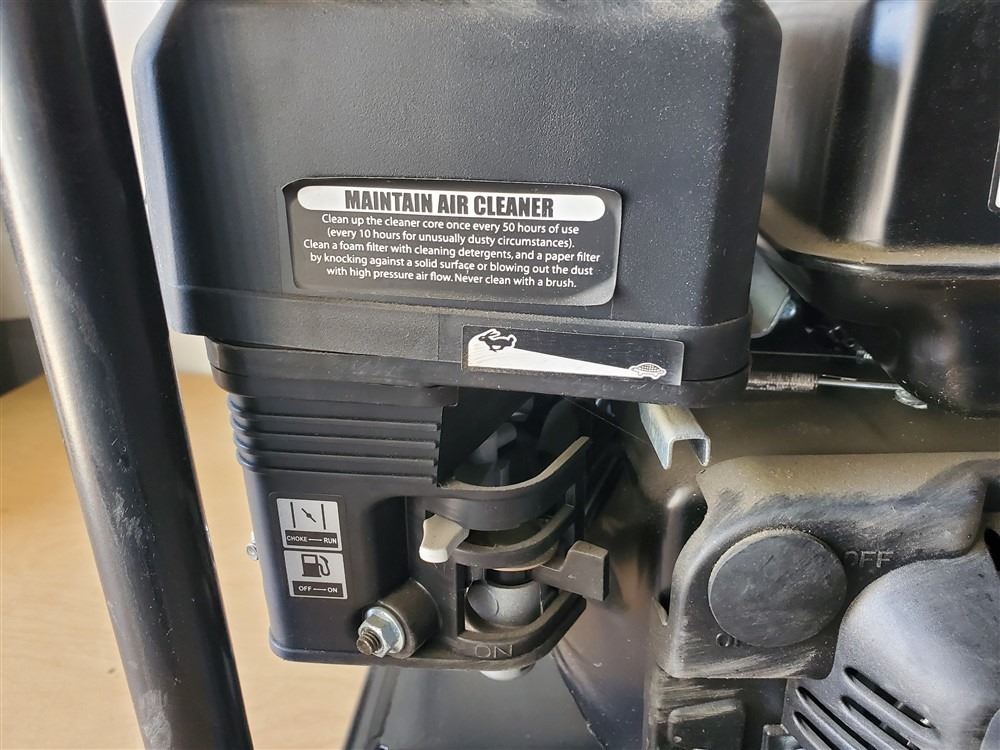 MAINTAIN AIR CLEANER
Clean up the cleaner core once every 50 hours of use
(every 10 hours for unusually dusty circumstances).
Clean a foam filter with cleaning detergents, and a paper filter
by knocking against a solid surface or blowing out the dust
with high pressure air flow. Never clean with a brush.
CHOKE RUN
OFF ON
ON
OFF